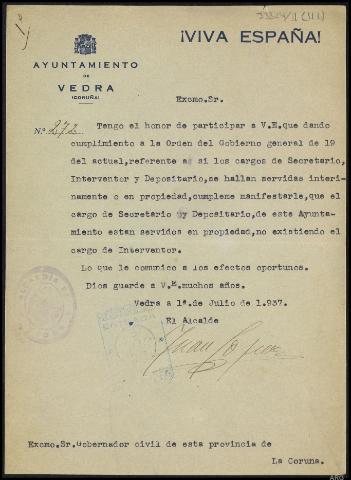 ¡VIVA ESPAÑA!
AYUNTAMIENTO
DE
VEDRA
(CORUÑA)
Excmo.Sr.
N.º 272.
Tengo el honor de participar a V.E.que dando
cumplimiento a la Orden del Gobierno general de 19
del actual,referente a si los cargos de Secretario,
Interventor y Depositario,se hallan servidas interi-
namente o en propiedad,cumpleme manifestarle,que el
cargo de Secretario y Depositario,de este Ayunta-
miento estan servidos en propiedad,no existiendo el
cargo de Interventor.
Lo que le comunico a los efectos oportunos.
Dios guarde a V.E.muchos años.
Vedra a 1º.de Julio de 1.937.
El Alcalde
Juan
Excmo.Sr.Gobernador civil de esta provincia de
La Coruna.